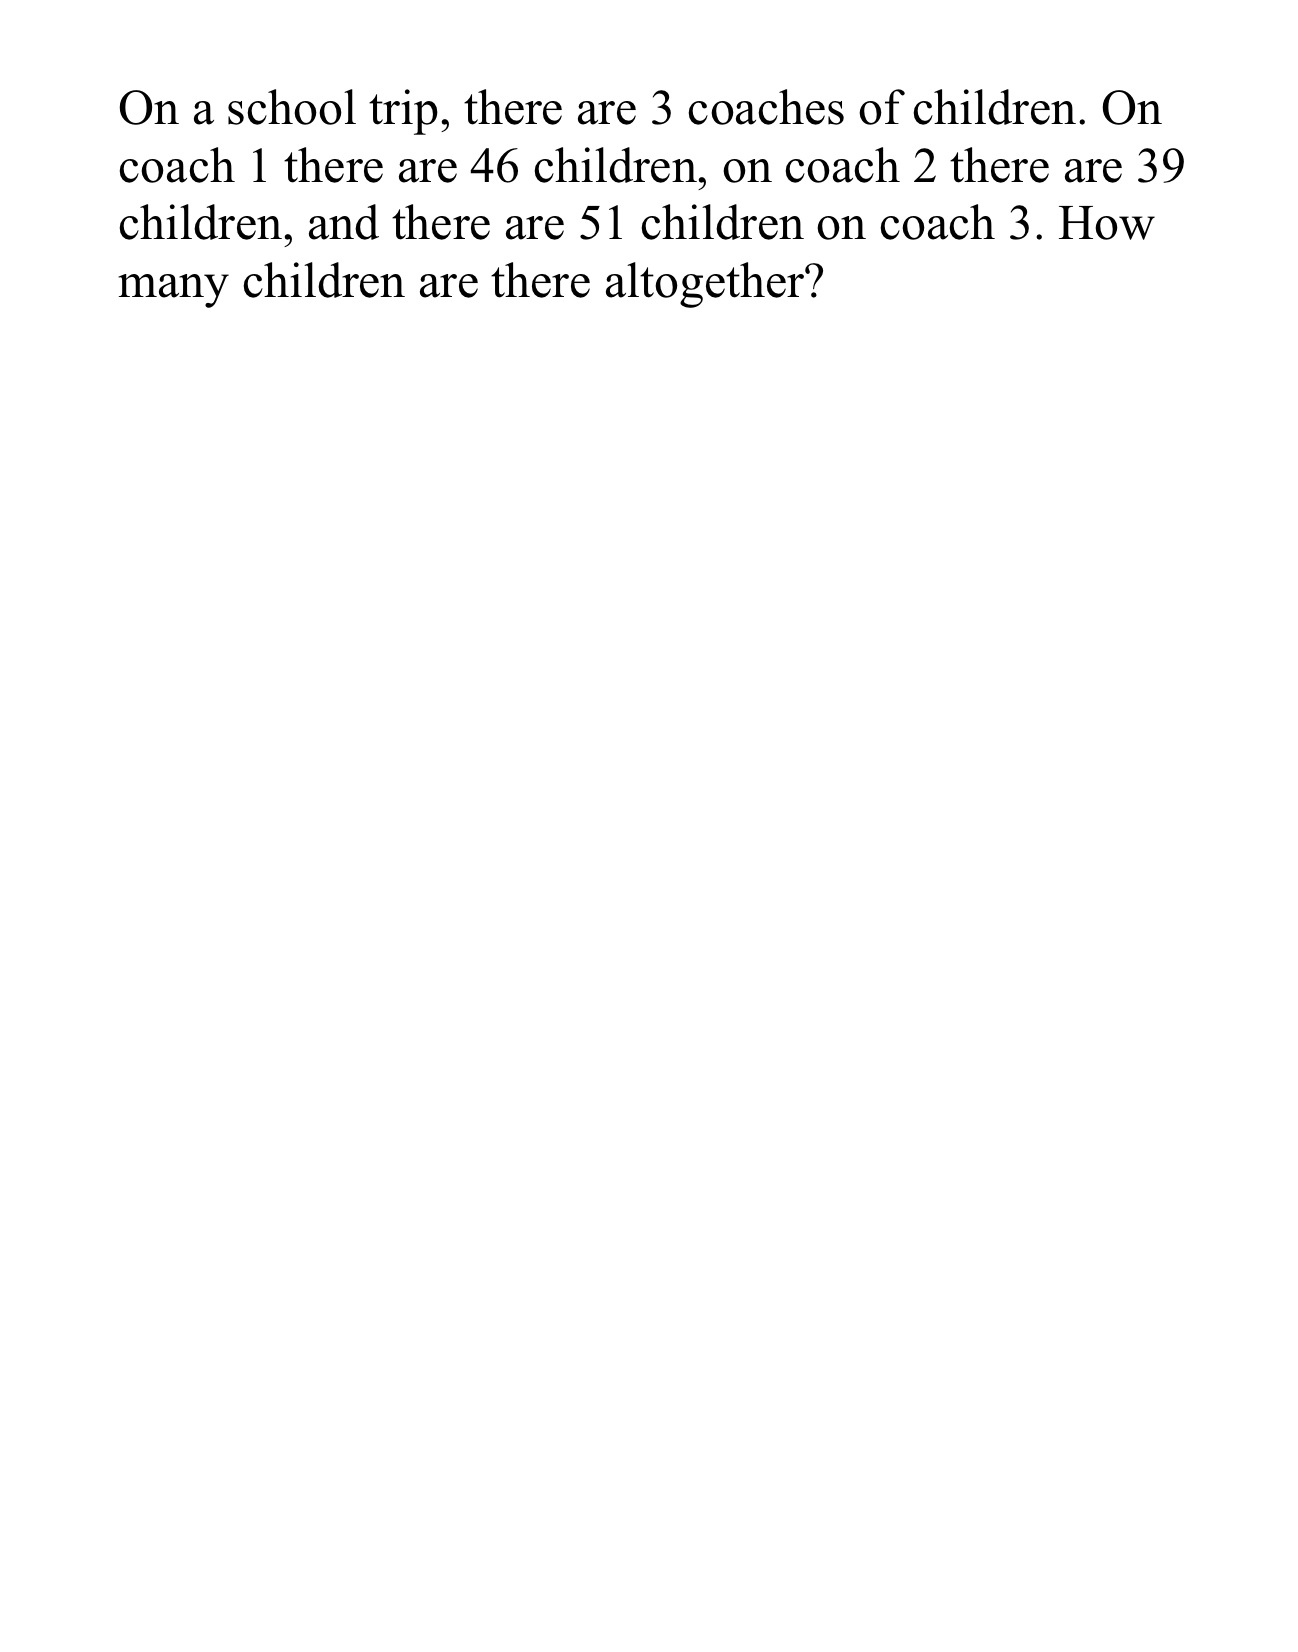 On a school trip, there are 3 coaches of children. On
coach 1 there are 46 children, on coach 2 there are 39
children, and there are 51 children on coach 3. How
many children are there altogether?